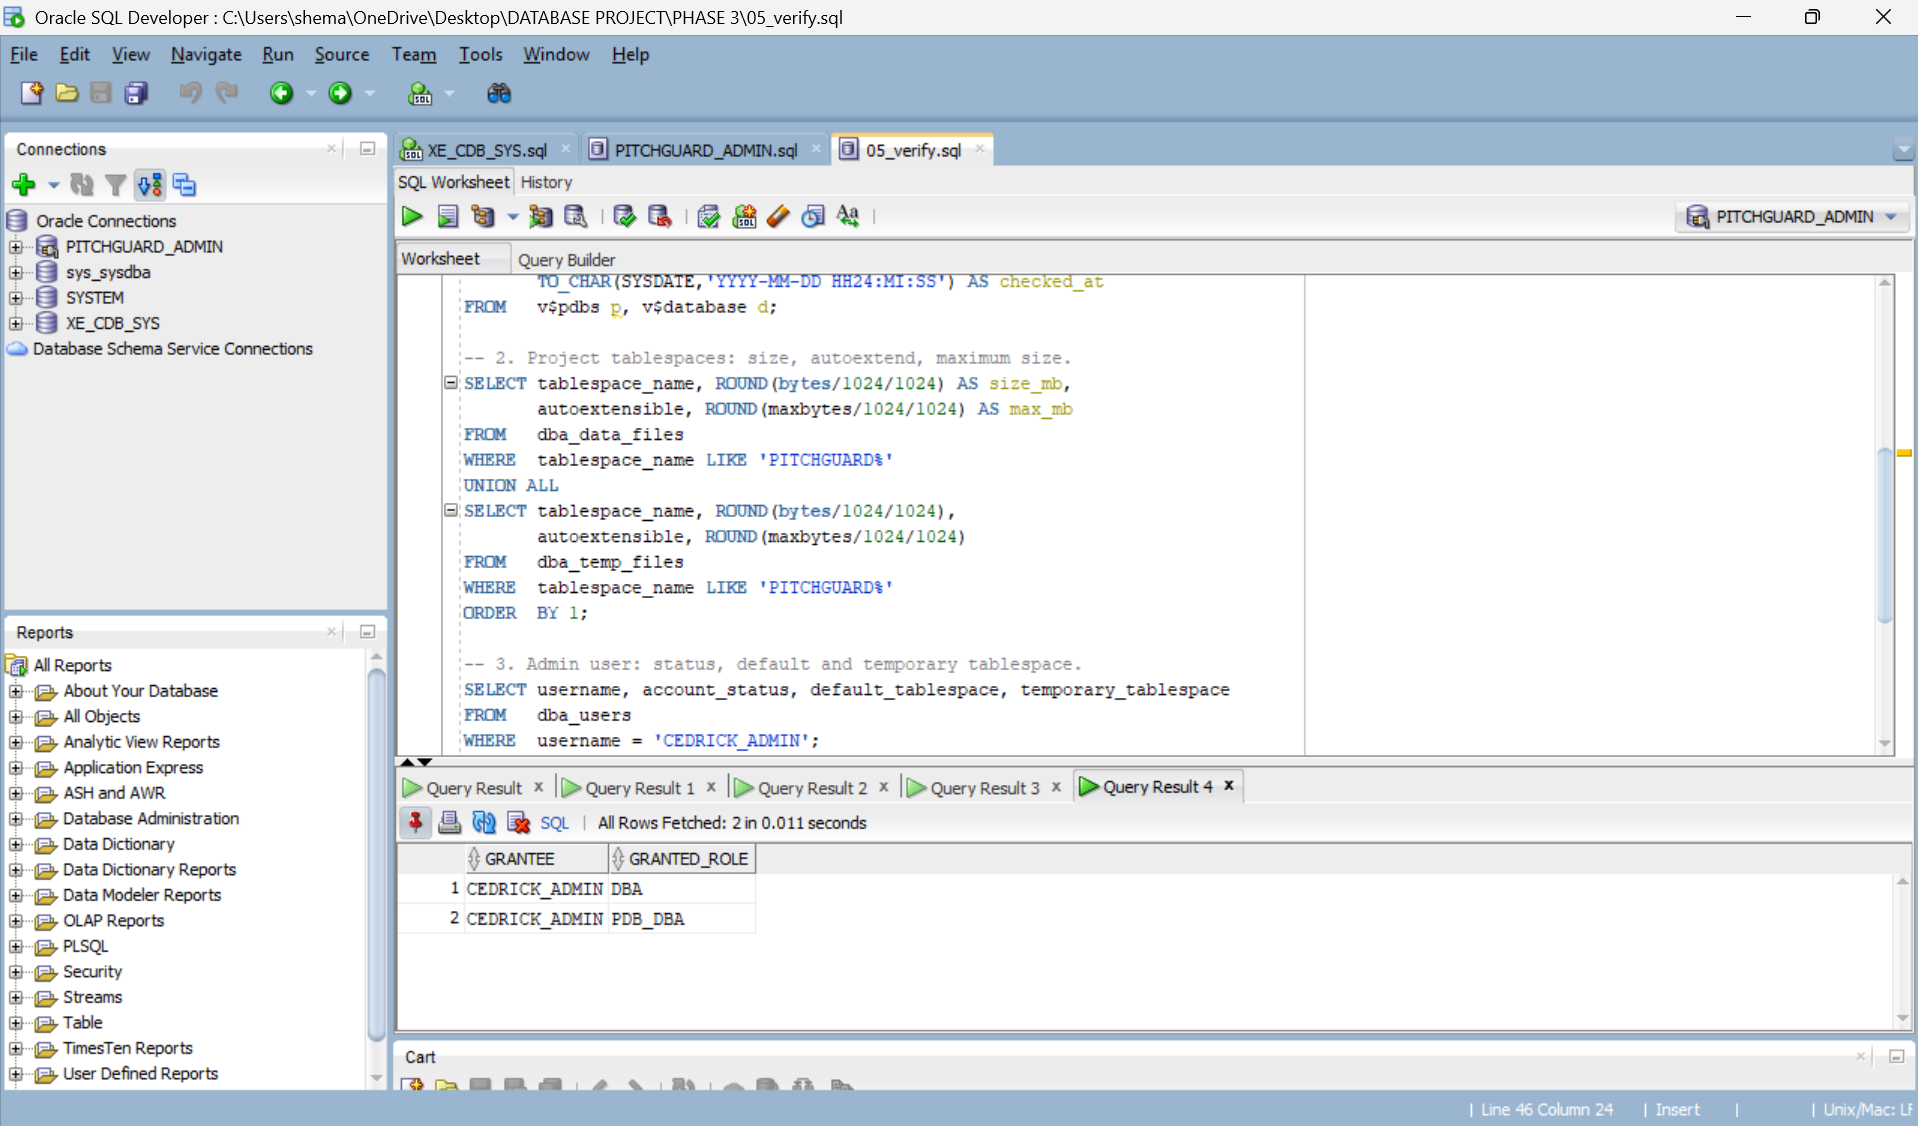 Oracle SQL Developer : C:\Users\shema\OneDrive\Desktop\DATABASE PROJECT\PHASE 3\05_verify.sql
File Edit View Navigate Run Source Team Tools Window Help
Connections
Oracle Connections
PITCHGUARD_ADMIN
sys_sysdba
SYSTEM
XE_CDB_SYS
Database Schema Service Connections
Reports
All Reports
About Your Database
All Objects
Analytic View Reports
Application Express
ASH and AWR
Database Administration
Data Dictionary
Data Dictionary Reports
Data Modeler Reports
OLAP Reports
PLSQL
Security
Streams
Table
TimesTen Reports
User Defined Reports
XE_CDB_SYS.sql PITCHGUARD_ADMIN.sql 05_verify.sql
SQL Worksheet History
PITCHGUARD_ADMIN
Worksheet Query Builder
TO_CHAR(SYSDATE,'YYYY-MM-DD HH24:MI:SS') AS checked_at
FROM v$pdbs p, v$database d;
-- 2. Project tablespaces: size, autoextend, maximum size.
SELECT tablespace_name, ROUND(bytes/1024/1024) AS size_mb,
autoextensible, ROUND(maxbytes/1024/1024) AS max_mb
FROM dba_data_files
WHERE tablespace_name LIKE 'PITCHGUARD%'
UNION ALL
SELECT tablespace_name, ROUND(bytes/1024/1024),
autoextensible, ROUND(maxbytes/1024/1024)
FROM dba_temp_files
WHERE tablespace_name LIKE 'PITCHGUARD%'
ORDER BY 1;
-- 3. Admin user: status, default and temporary tablespace.
SELECT username, account_status, default_tablespace, temporary_tablespace
FROM dba_users
WHERE username = 'CEDRICK_ADMIN';
Query Result Query Result 1 Query Result 2 Query Result 3 Query Result 4
SQL All Rows Fetched: 2 in 0.011 seconds
GRANTEE GRANTED_ROLE
1 CEDRICK_ADMIN DBA
2 CEDRICK_ADMIN PDB_DBA
Cart
Line 46 Column 24 Insert Unix/Mac: LF